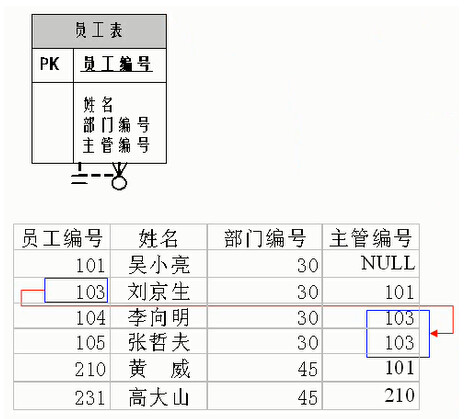 员工表
PK 员工编号
姓名
部门编号
主管编号
员工编号 姓名 部门编号 主管编号
101 吴小亮 30 NULL
103 刘京生 30 101
104 李向明 30 103
105 张哲夫 30 103
210 黄 威 45 101
231 高大山 45 210